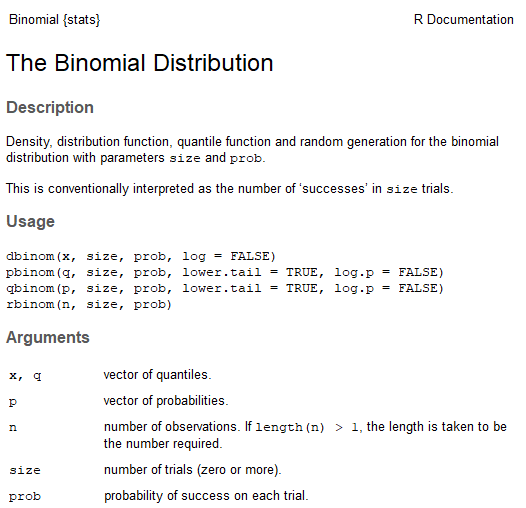 Binomial {stats} R Documentation
The Binomial Distribution
Description
Density, distribution function, quantile function and random generation for the binomial
distribution with parameters size and prob.
This is conventionally interpreted as the number of ‘successes’ in size trials.
Usage
dbinom(x, size, prob, log = FALSE)
pbinom(q, size, prob, lower.tail = TRUE, log.p = FALSE)
qbinom(p, size, prob, lower.tail = TRUE, log.p = FALSE)
rbinom(n, size, prob)
Arguments
x, q vector of quantiles.
p vector of probabilities.
n number of observations. If length(n) > 1, the length is taken to be
the number required.
size number of trials (zero or more).
prob probability of success on each trial.